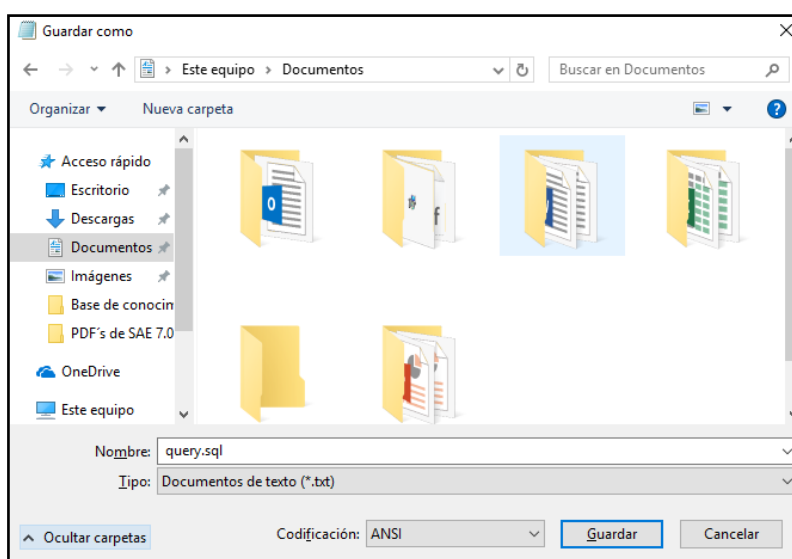 Guardar como
Este equipo > Documentos
Buscar en Documentos
Organizar
Nueva carpeta
?
Acceso rápido
Escritorio
Descargas
Documentos
Imágenes
Base de conocim
PDF´s de SAE 7.0
OneDrive
Este equipo
Nombre: query.sql
Tipo: Documentos de texto (*.txt)
Ocultar carpetas
Codificación: ANSI
Guardar
Cancelar